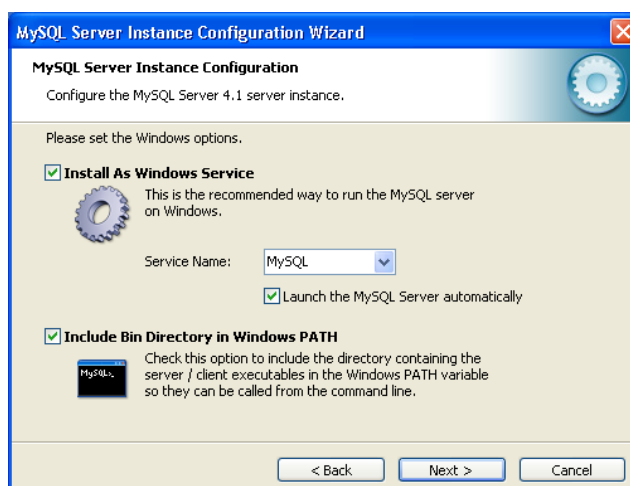 MySQL Server Instance Configuration Wizard
MySQL Server Instance Configuration
Configure the MySQL Server 4.1 server instance.
Please set the Windows options.
Install As Windows Service
This is the recommended way to run the MySQL server
on Windows.
Service Name:
MySQL
Launch the MySQL Server automatically
Include Bin Directory in Windows PATH
MySQL>_
Check this option to include the directory containing the
server / client executables in the Windows PATH variable
so they can be called from the command line.
< Back
Next >
Cancel